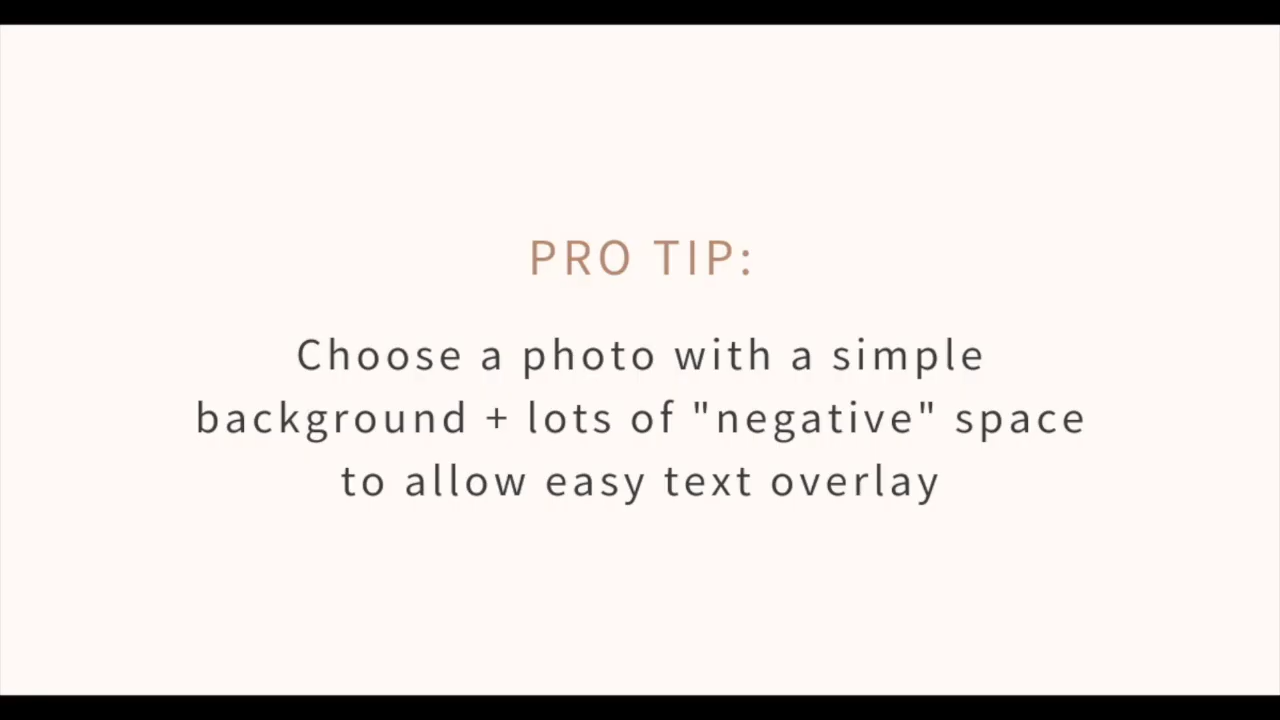 PRO TIP:
Choose a photo with a simple
background + lots of "negative" space
to allow easy text overlay